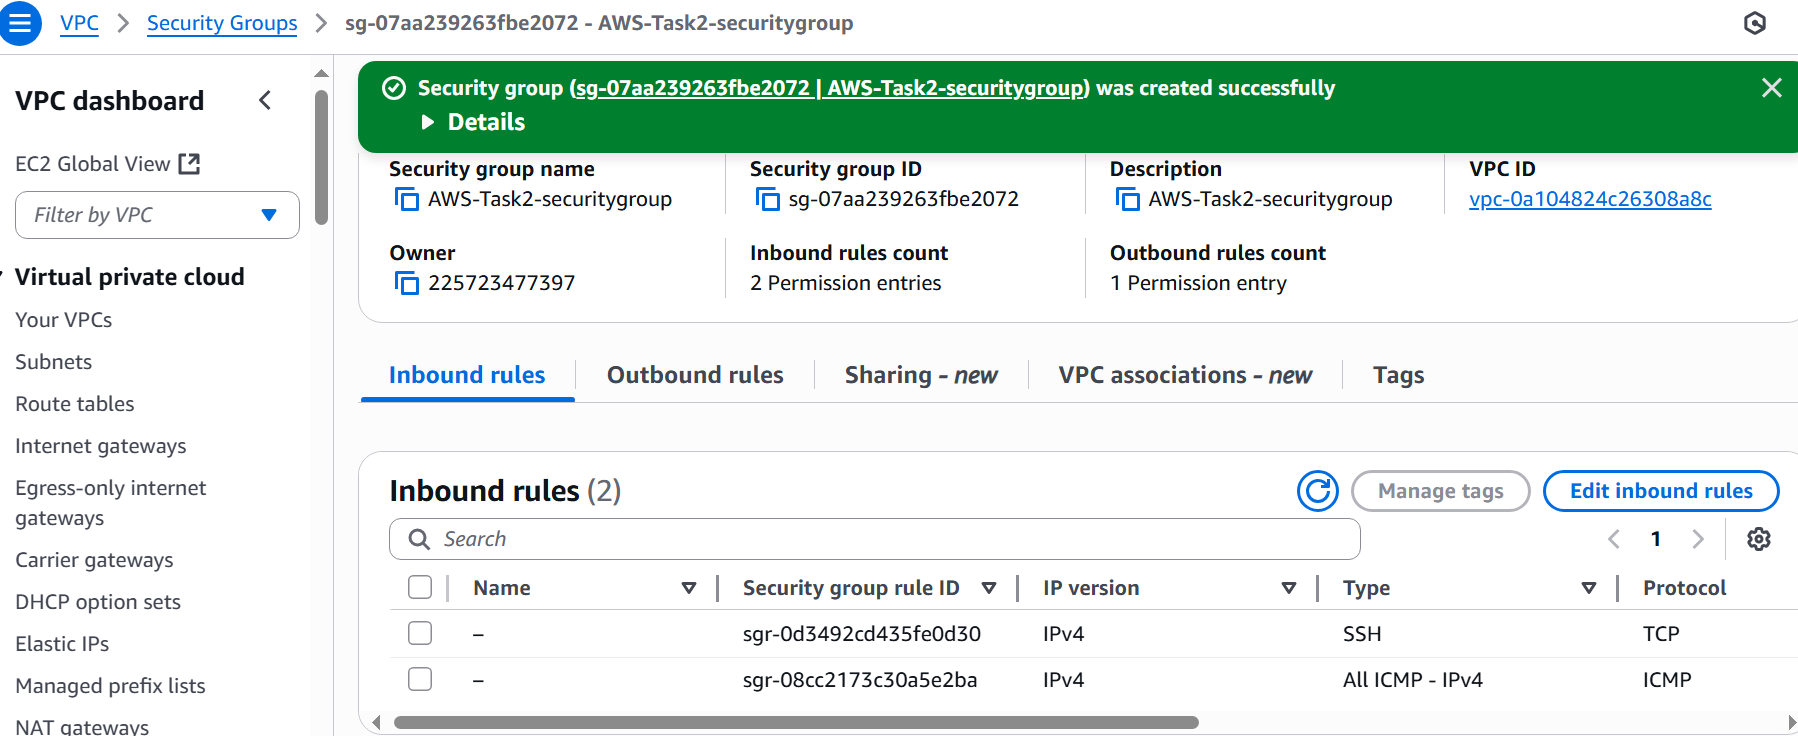 VPC > Security Groups > sg-07aa239263fbe2072 - AWS-Task2-securitygroup
VPC dashboard
EC2 Global View
Filter by VPC
Virtual private cloud
Your VPCs
Subnets
Route tables
Internet gateways
Egress-only internet
gateways
Carrier gateways
DHCP option sets
Elastic IPs
Managed prefix lists
NAT gateways
Security group (sg-07aa239263fbe2072 | AWS-Task2-securitygroup) was created successfully
Details
Security group name
AWS-Task2-securitygroup
Security group ID
sg-07aa239263fbe2072
Description
AWS-Task2-securitygroup
VPC ID
vpc-0a104824c26308a8c
Owner
225723477397
Inbound rules count
2 Permission entries
Outbound rules count
1 Permission entry
Inbound rules Outbound rules Sharing - new VPC associations - new Tags
Inbound rules (2) Manage tags Edit inbound rules
Search 1
Name Security group rule ID IP version Type Protocol
– sgr-0d3492cd435fe0d30 IPv4 SSH TCP
– sgr-08cc2173c30a5e2ba IPv4 All ICMP - IPv4 ICMP